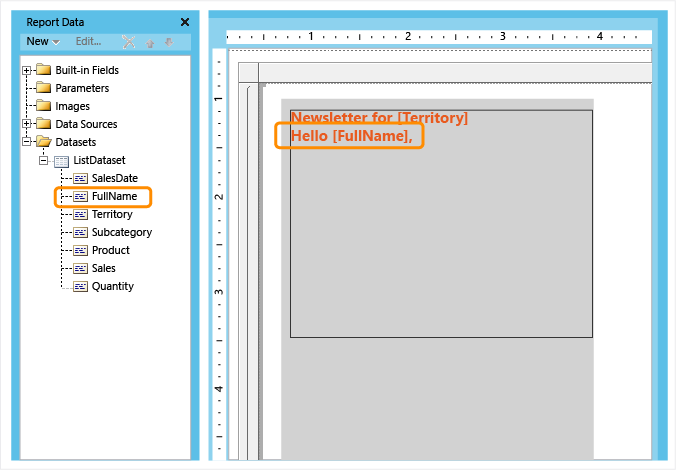 Report Data
New Edit...
Built-in Fields
Parameters
Images
Data Sources
Datasets
ListDataset
SalesDate
FullName
Territory
Subcategory
Product
Sales
Quantity
1 2 3 4
1
2
3
4
Newsletter for [Territory]
Hello [FullName],